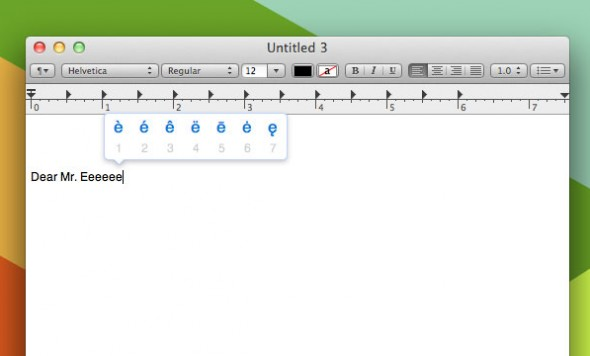 Untitled 3
¶ Helvetica Regular 12 a B I U 1.0
0 1 2 3 4 5 6 7
è é ê ë ē ė ę
1 2 3 4 5 6 7
Dear Mr. Eeeeee